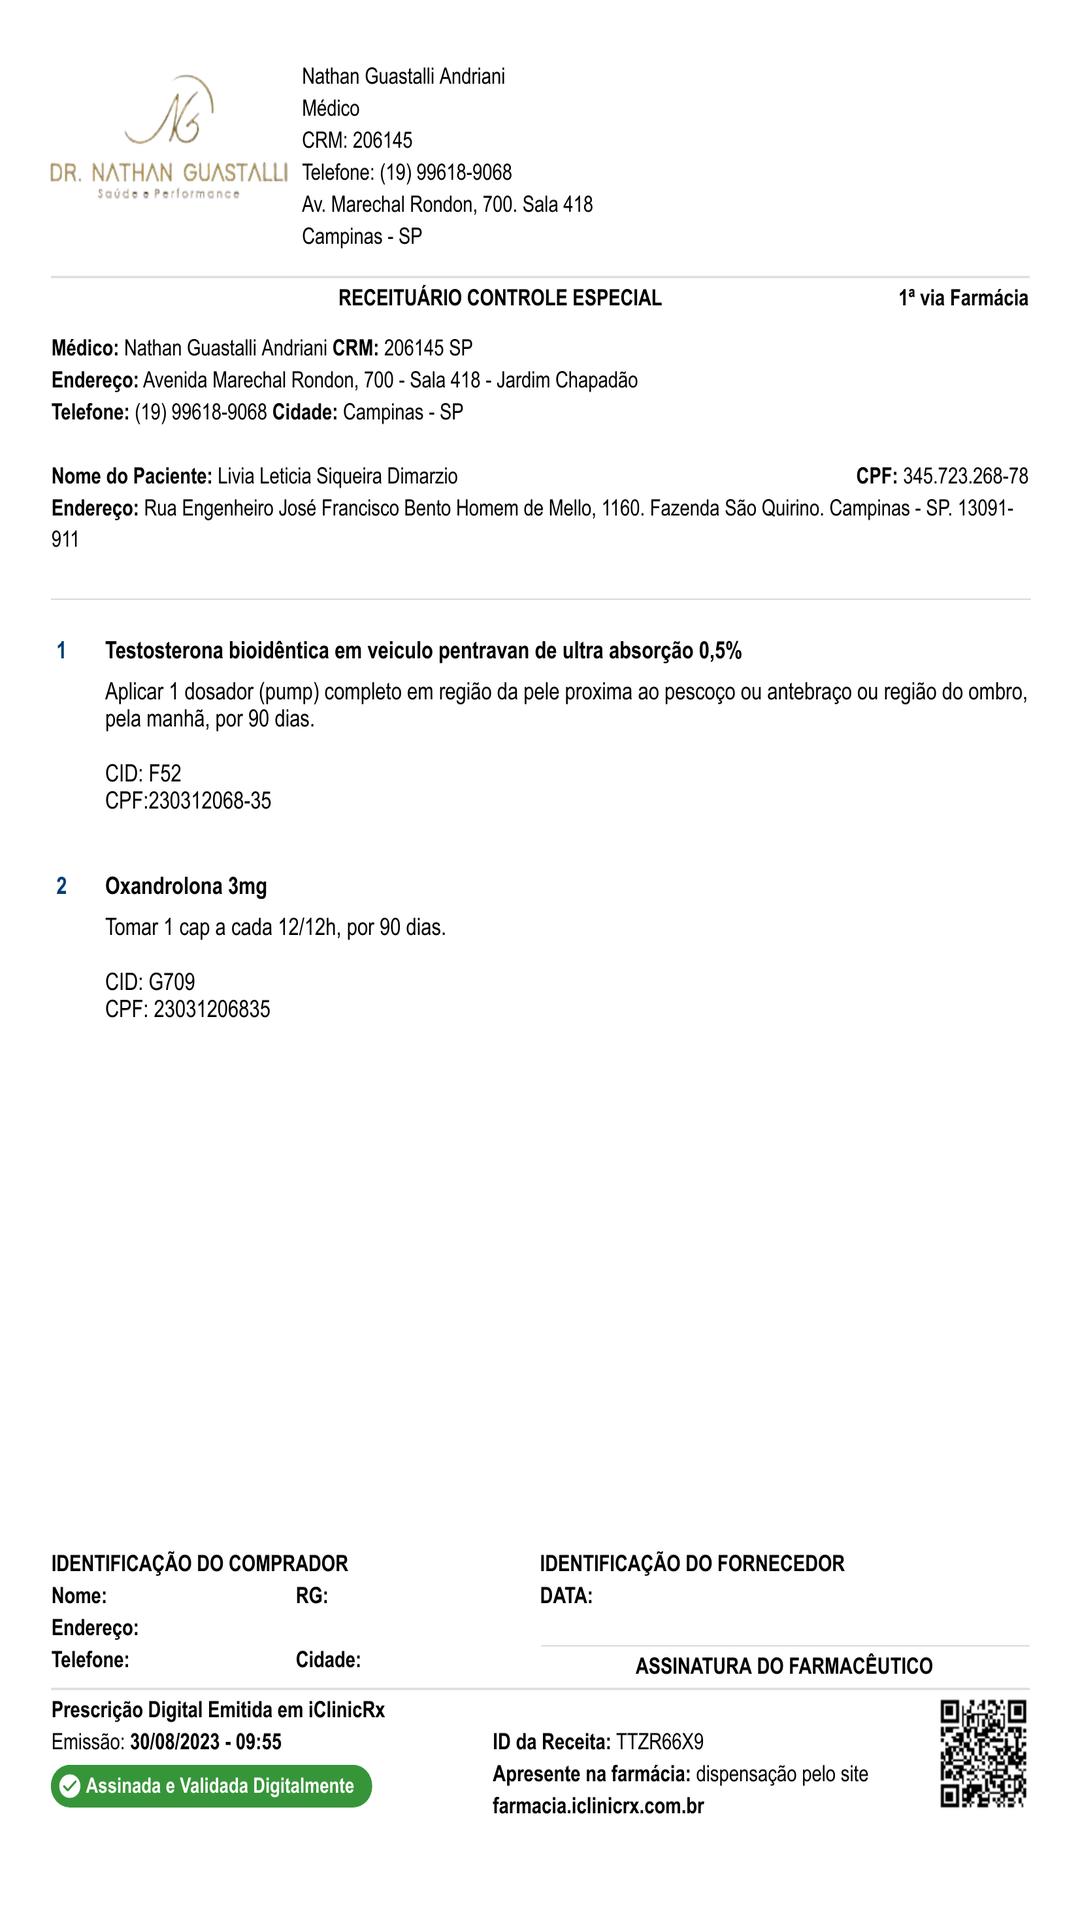 Nathan Guastalli Andriani
Médico
CRM: 206145
Telefone: (19) 99618-9068
Av. Marechal Rondon, 700. Sala 418
Campinas - SP
NG
DR. NATHAN GUASTALLI
Saúde e Performance
RECEITUÁRIO CONTROLE ESPECIAL 1ª via Farmácia
Médico: Nathan Guastalli Andriani CRM: 206145 SP
Endereço: Avenida Marechal Rondon, 700 - Sala 418 - Jardim Chapadão
Telefone: (19) 99618-9068 Cidade: Campinas - SP
Nome do Paciente: Livia Leticia Siqueira Dimarzio CPF: 345.723.268-78
Endereço: Rua Engenheiro José Francisco Bento Homem de Mello, 1160. Fazenda São Quirino. Campinas - SP. 13091-
911
1 Testosterona bioidêntica em veiculo pentravan de ultra absorção 0,5%
Aplicar 1 dosador (pump) completo em região da pele proxima ao pescoço ou antebraço ou região do ombro,
pela manhã, por 90 dias.
CID: F52
CPF:230312068-35
2 Oxandrolona 3mg
Tomar 1 cap a cada 12/12h, por 90 dias.
CID: G709
CPF: 23031206835
IDENTIFICAÇÃO DO COMPRADOR
Nome: RG:
Endereço:
Telefone: Cidade:
IDENTIFICAÇÃO DO FORNECEDOR
DATA:
ASSINATURA DO FARMACÊUTICO
Prescrição Digital Emitida em iClinicRx
Emissão: 30/08/2023 - 09:55
Assinada e Validada Digitalmente
ID da Receita: TTZR66X9
Apresente na farmácia: dispensação pelo site
farmacia.iclinicrx.com.br